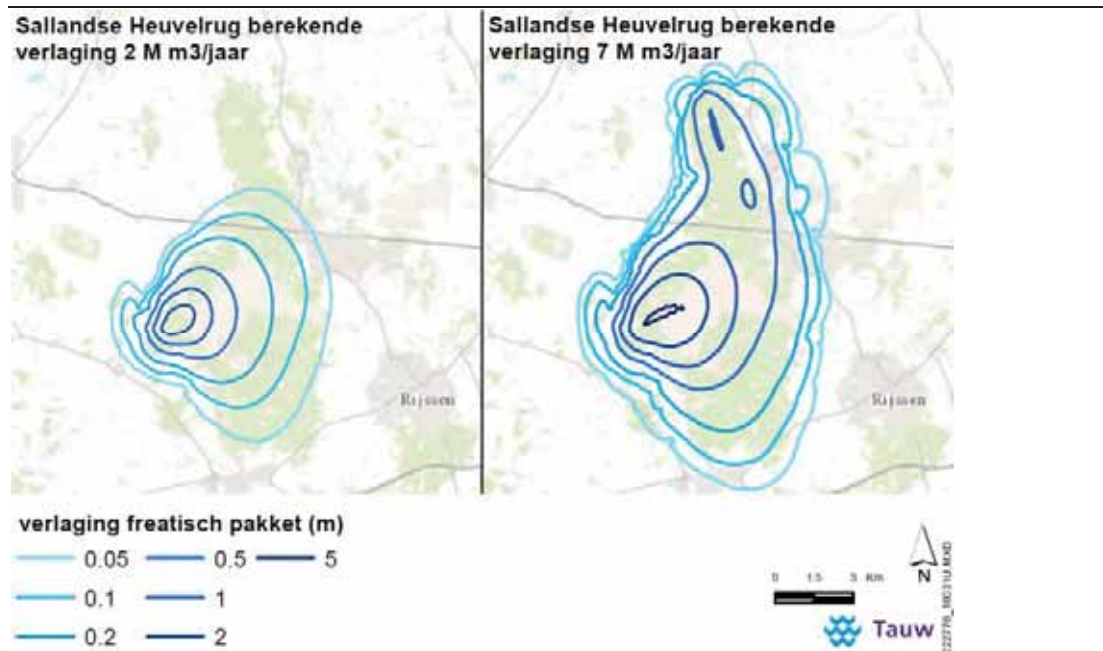 Sallandse Heuvelrug berekende
verlaging 2 M m3/jaar
Sallandse Heuvelrug berekende
verlaging 7 M m3/jaar
Rijssen
Rijssen
verlaging freatisch pakket (m)
0.05
0.5
5
0.1
1
0.2
2
0 1.5 3 Km
N
Tauw